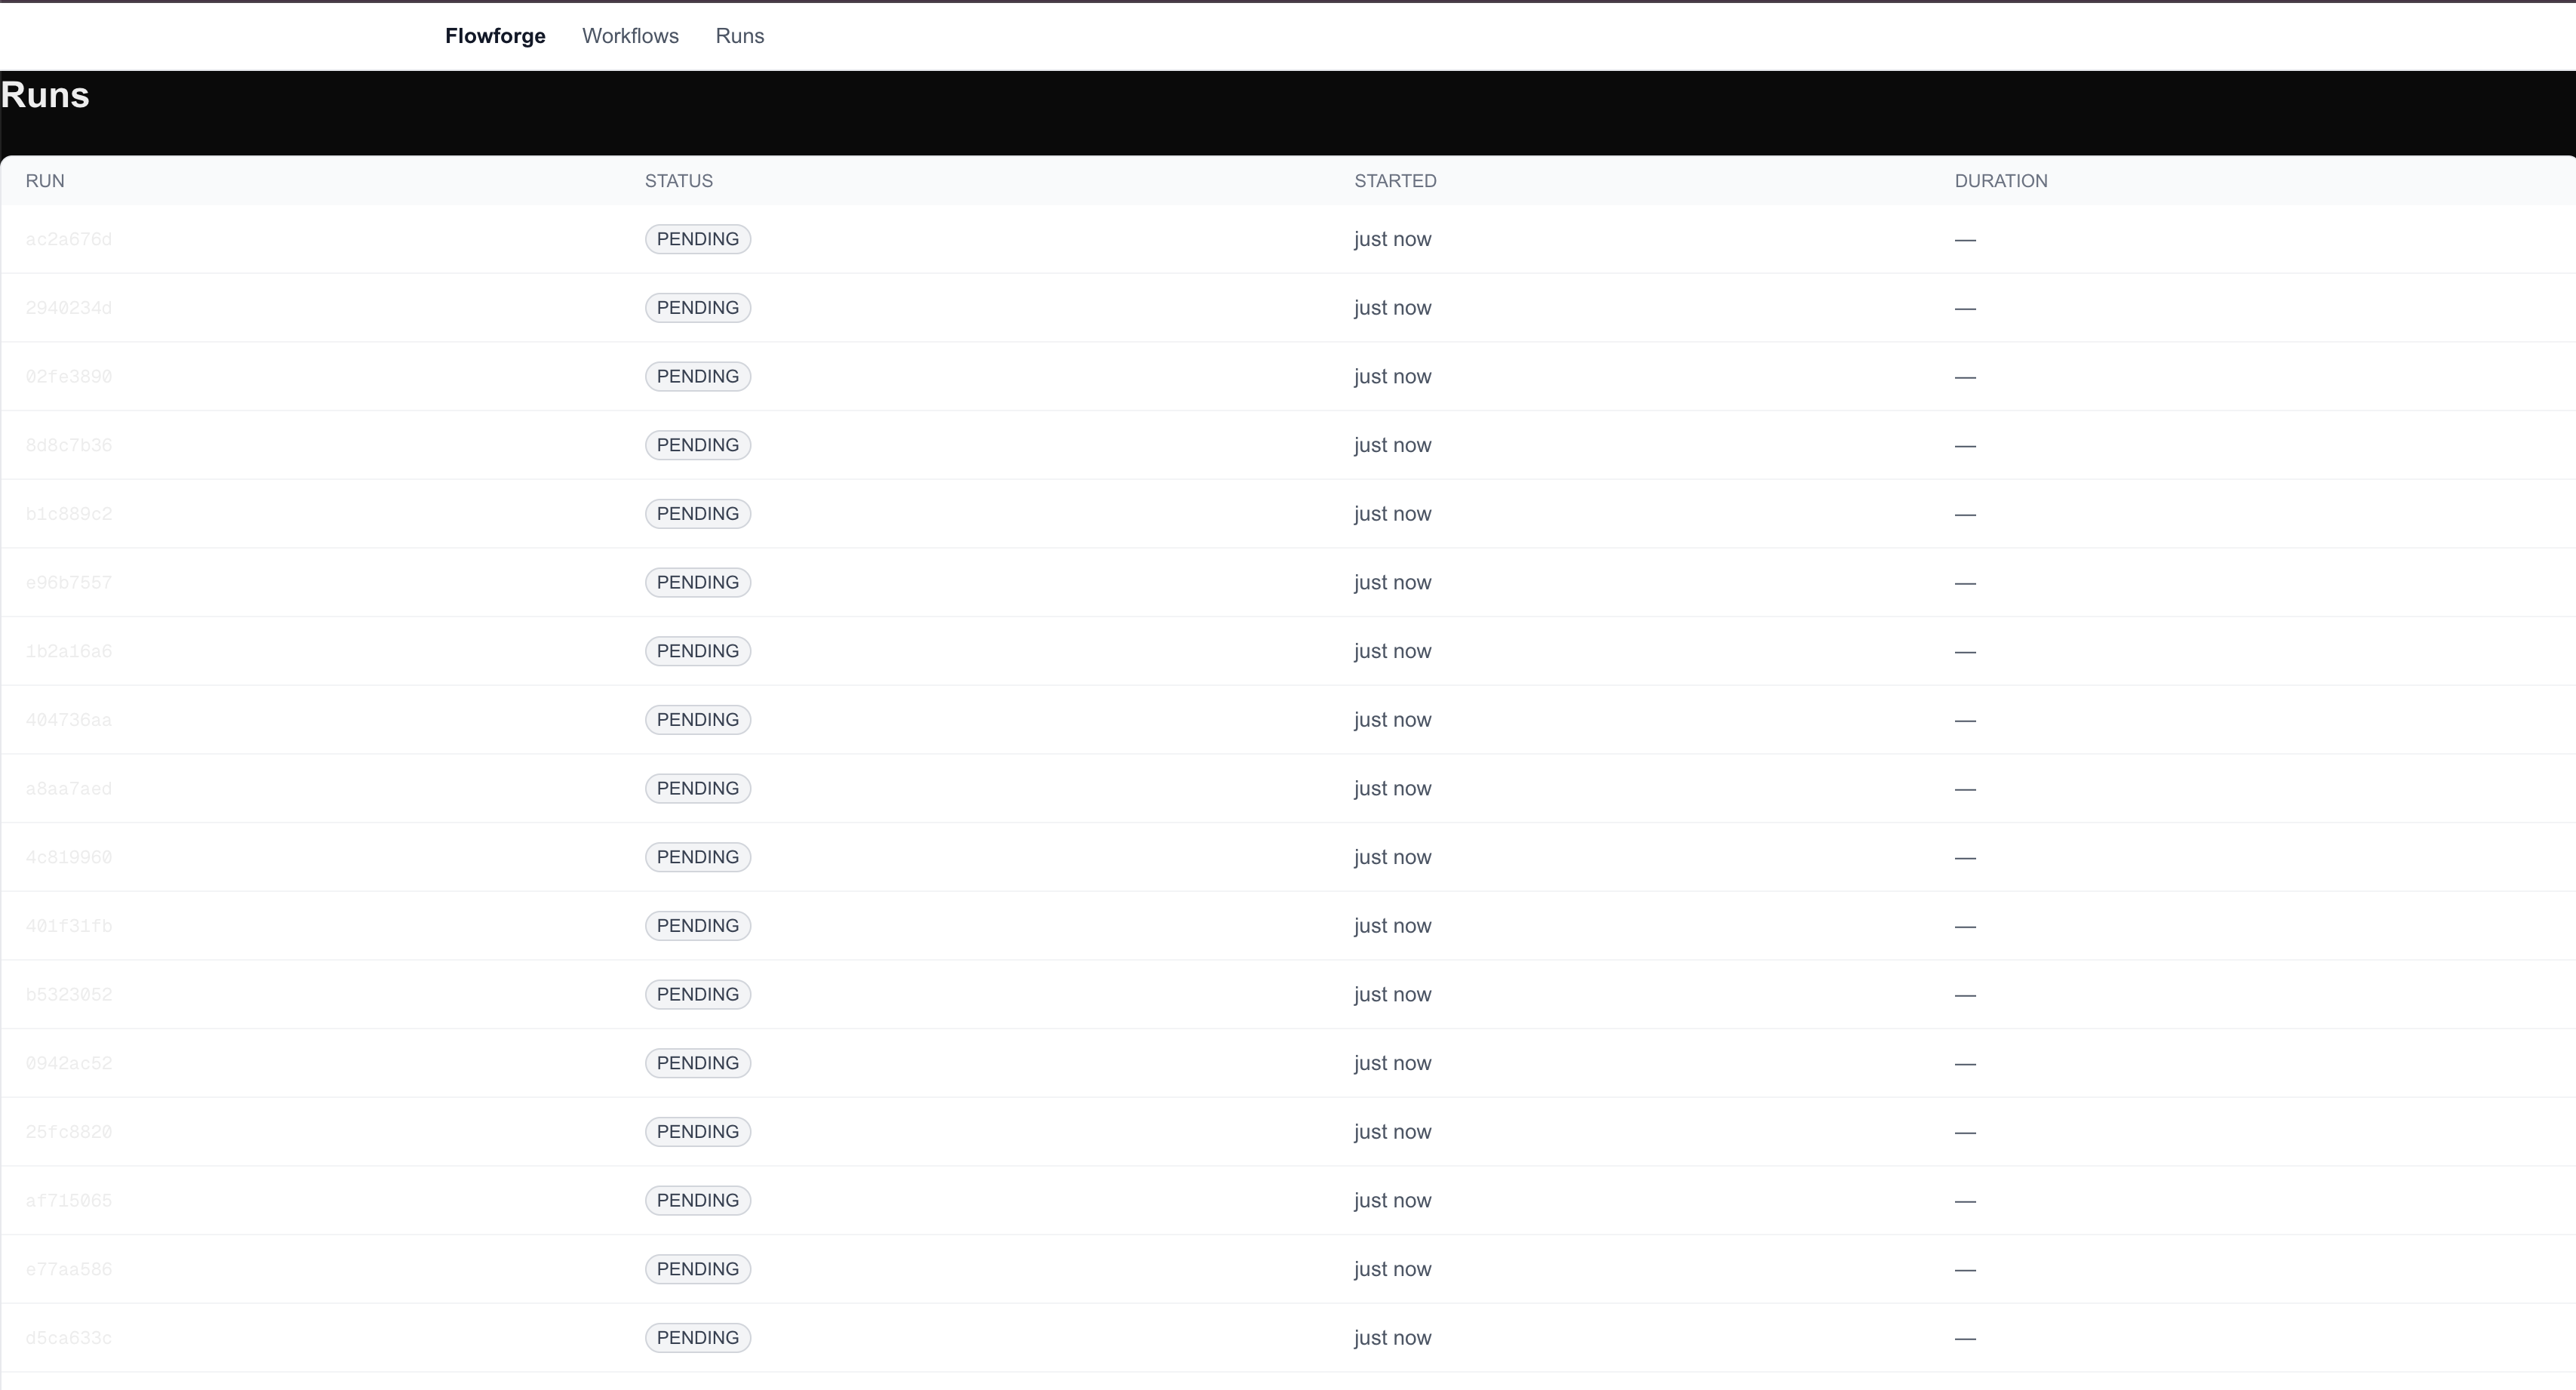 Flowforge Workflows Runs
Runs
RUN STATUS STARTED DURATION
ac2a676d PENDING just now —
2940234d PENDING just now —
02fe3890 PENDING just now —
8d8c7b36 PENDING just now —
b1c889c2 PENDING just now —
e96b7557 PENDING just now —
1b2a16a6 PENDING just now —
404736aa PENDING just now —
a8aa7aed PENDING just now —
4c819960 PENDING just now —
401f31fb PENDING just now —
b5323052 PENDING just now —
0942ac52 PENDING just now —
25fc8820 PENDING just now —
af715065 PENDING just now —
e77aa586 PENDING just now —
d5ca633c PENDING just now —